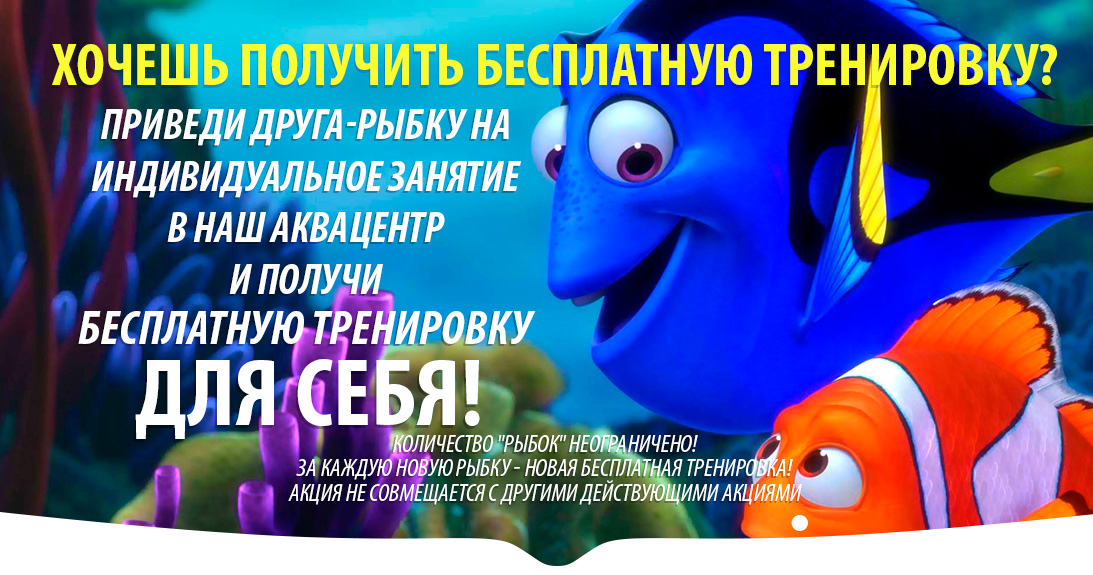 ХОЧЕШЬ ПОЛУЧИТЬ БЕСПЛАТНУЮ ТРЕНИРОВКУ?
ПРИВЕДИ ДРУГА-РЫБКУ НА
ИНДИВИДУАЛЬНОЕ ЗАНЯТИЕ
В НАШ АКВАЦЕНТР
И ПОЛУЧИ
БЕСПЛАТНУЮ ТРЕНИРОВКУ
ДЛЯ СЕБЯ!
КОЛИЧЕСТВО "РЫБОК" НЕОГРАНИЧЕНО!
ЗА КАЖДУЮ НОВУЮ РЫБКУ - НОВАЯ БЕСПЛАТНАЯ ТРЕНИРОВКА!
АКЦИЯ НЕ СОВМЕЩАЕТСЯ С ДРУГИМИ ДЕЙСТВУЮЩИМИ АКЦИЯМИ